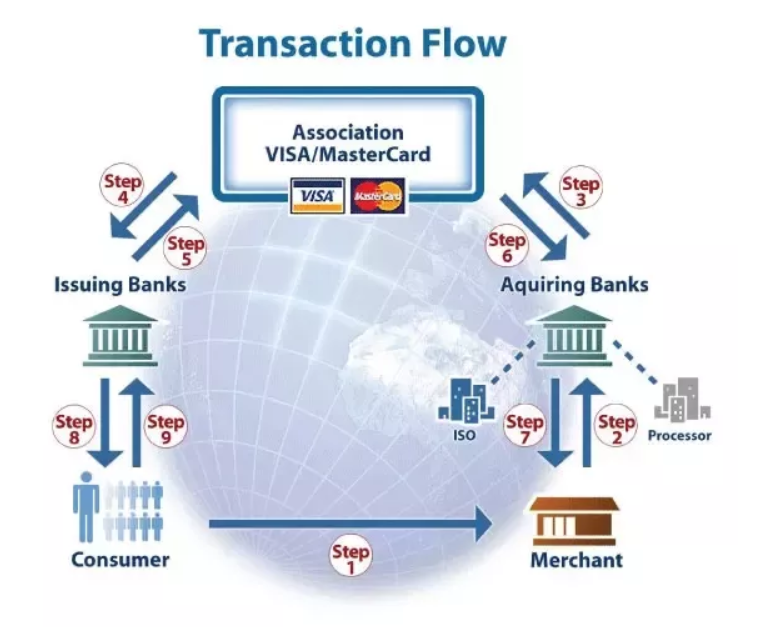 Transaction Flow
Association
VISA/MasterCard
VISA
MasterCard
Step
4
Step
3
Step
5
Step
6
Issuing Banks
Aquiring Banks
Step
8
Step
9
ISO
Step
7
Step
2
Processor
Consumer
Step
1
Merchant